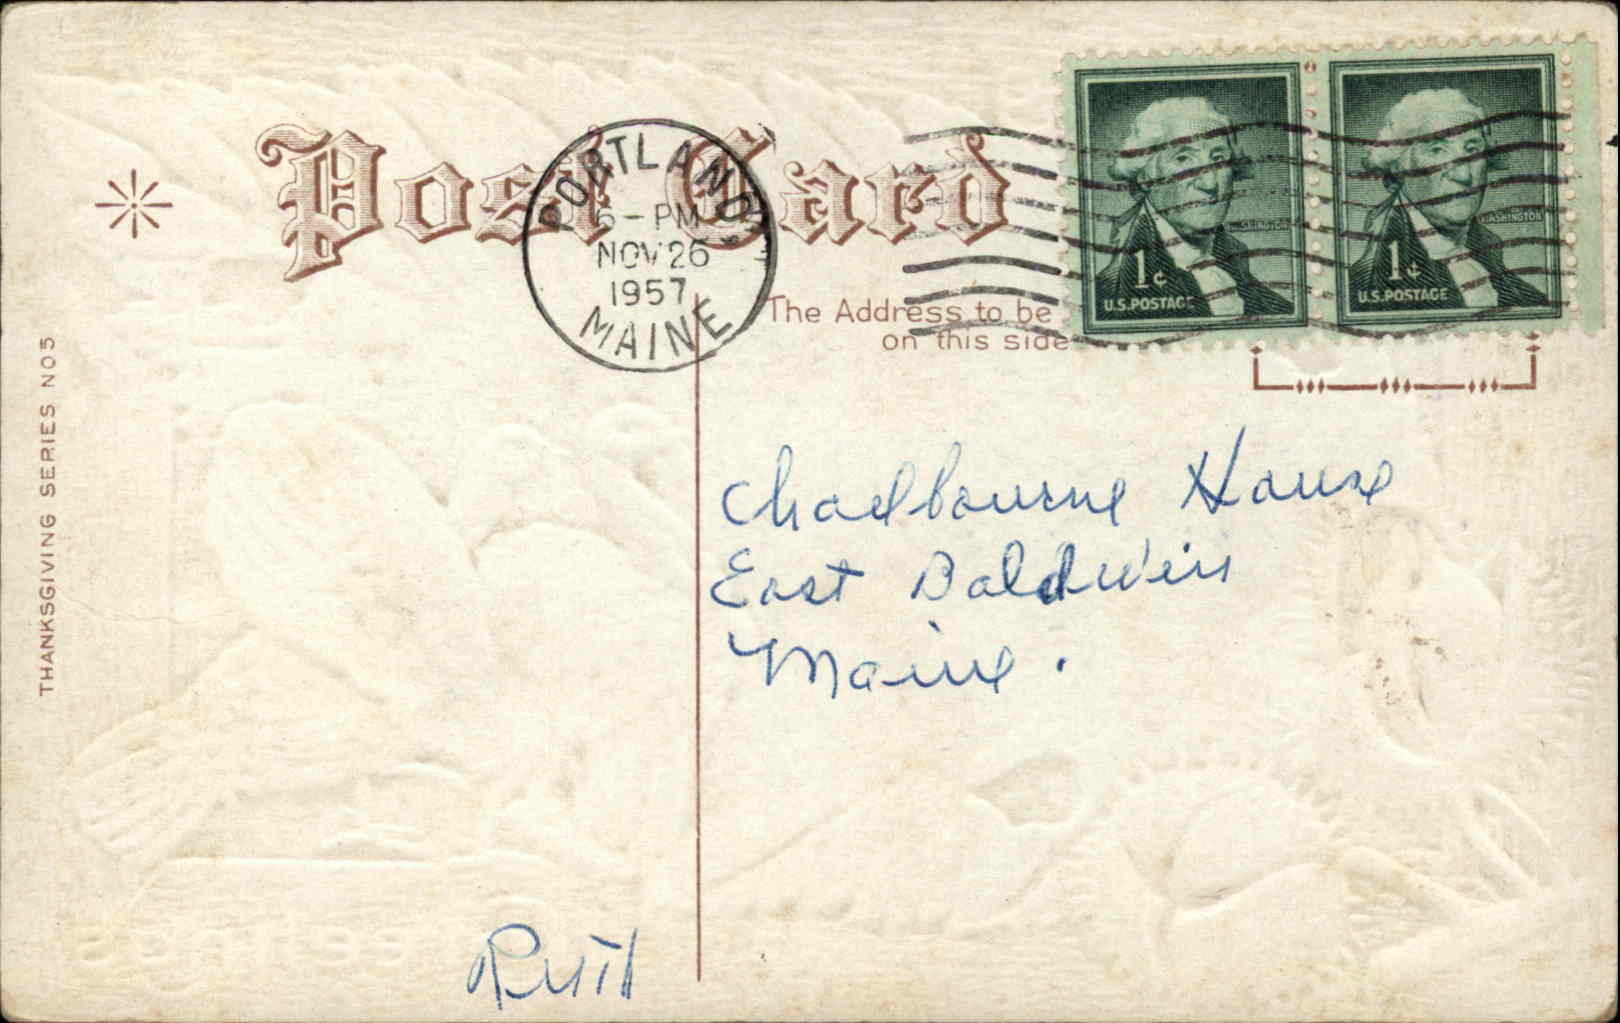 Post Card
PORTLAND
6-PM
NOV 26
1957
MAINE
WASHINGTON
1¢
U.S.POSTAGE
WASHINGTON
1¢
U.S.POSTAGE
The Address to be
on this side
THANKSGIVING SERIES NO5
Chadbourne House
East Baldwin
Maine.
Ruth